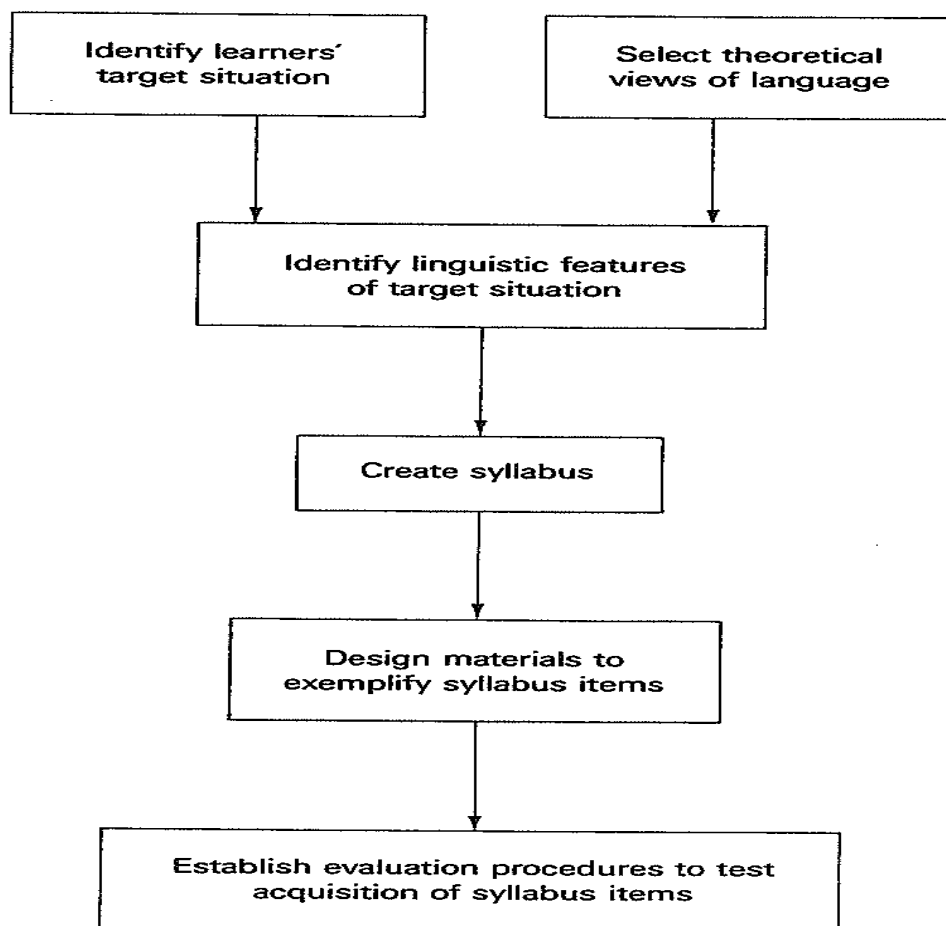 Identify learners'
target situation
Select theoretical
views of language
Identify linguistic features
of target situation
Create syllabus
Design materials to
exemplify syllabus items
Establish evaluation procedures to test
acquisition of syllabus items